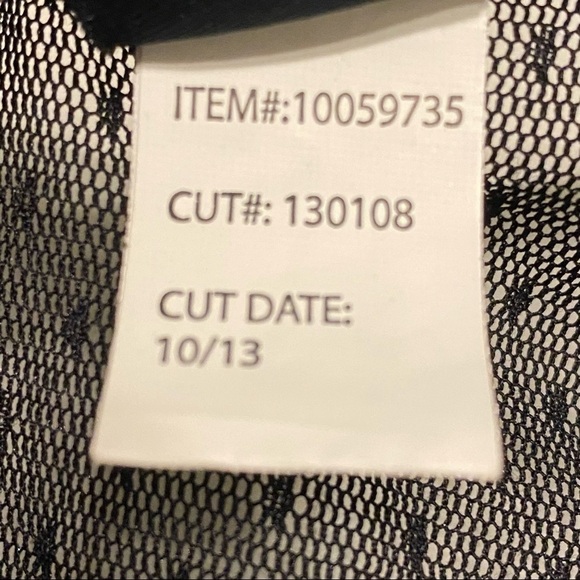 ITEM#:10059735
CUT#: 130108
CUT DATE:
10/13